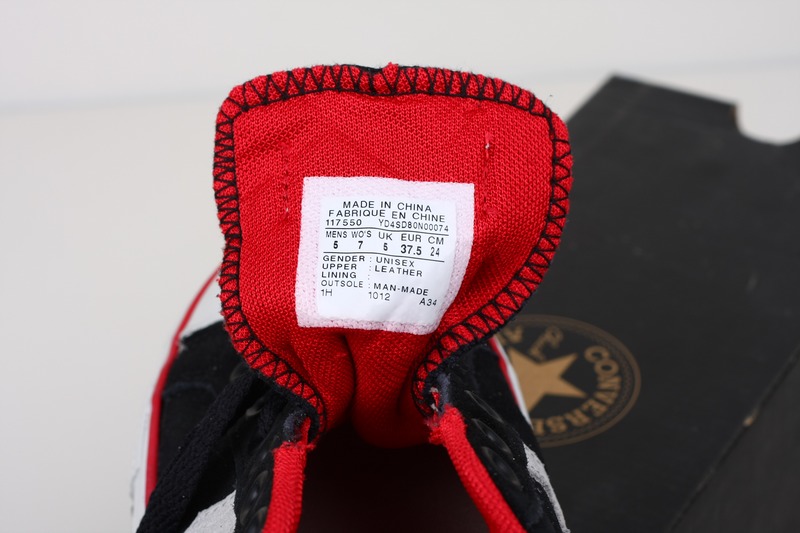 MADE IN CHINA
FABRIQUE EN CHINE
117550 YD4SD80N00074
MENS WO'S UK EUR CM
5 7 5 37.5 24
GENDER : UNISEX
UPPER : LEATHER
LINING :
OUTSOLE : MAN-MADE
1H 1012 A34
CONVERSE